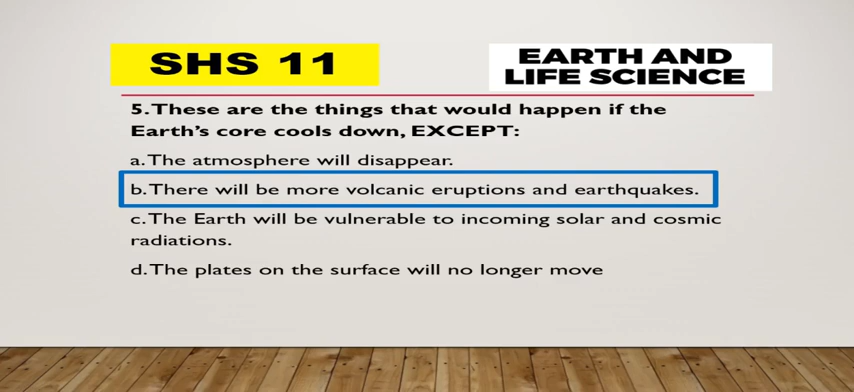 SHS 11
EARTH AND
LIFE SCIENCE
5. These are the things that would happen if the
Earth's core cools down, EXCEPT:
a. The atmosphere will disappear.
b. There will be more volcanic eruptions and earthquakes.
c. The Earth will be vulnerable to incoming solar and cosmic
radiations.
d. The plates on the surface will no longer move